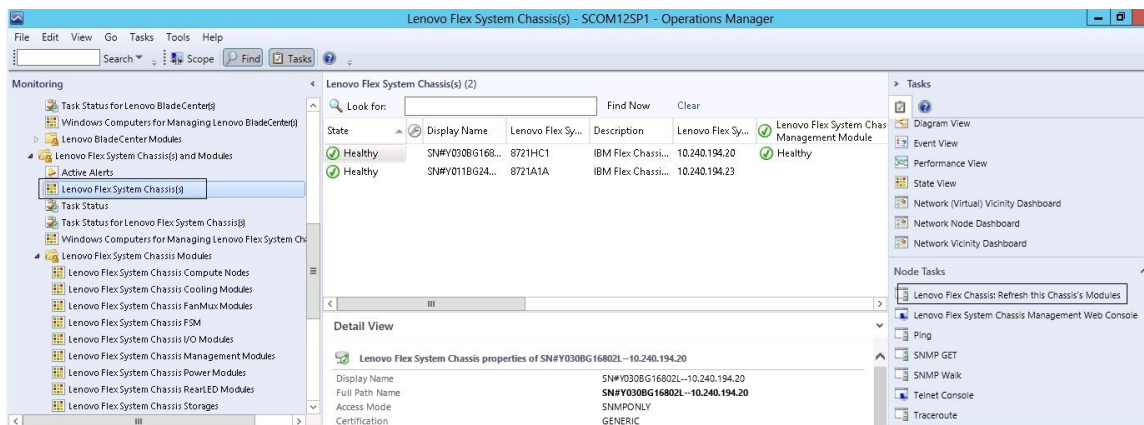 Lenovo Flex System Chassis(s) - SCOM12SP1 - Operations Manager
File Edit View Go Tasks Tools Help
Search Scope Find Tasks
Monitoring
Task Status for Lenovo BladeCenter(s)
Windows Computers for Managing Lenovo BladeCenter(s)
Lenovo BladeCenter Modules
Lenovo Flex System Chassis(s) and Modules
Active Alerts
Lenovo Flex System Chassis(s)
Task Status
Task Status for Lenovo Flex System Chassis(s)
Windows Computers for Managing Lenovo Flex System Ch
Lenovo Flex System Chassis Modules
Lenovo Flex System Chassis Compute Nodes
Lenovo Flex System Chassis Cooling Modules
Lenovo Flex System Chassis FanMux Modules
Lenovo Flex System Chassis FSM
Lenovo Flex System Chassis I/O Modules
Lenovo Flex System Chassis Management Modules
Lenovo Flex System Chassis Power Modules
Lenovo Flex System Chassis RearLED Modules
Lenovo Flex System Chassis Storages
Lenovo Flex System Chassis(s) (2)
Look for: Find Now Clear
State Display Name Lenovo Flex Sy... Description Lenovo Flex Sy... Lenovo Flex System Chas
Management Module
Healthy SN#Y030BG168... 8721HC1 IBM Flex Chassi... 10.240.194.20 Healthy
Healthy SN#Y011BG24... 8721A1A IBM Flex Chassi... 10.240.194.23
Detail View
Lenovo Flex System Chassis properties of SN#Y030BG16802L--10.240.194.20
Display Name SN#Y030BG16802L--10.240.194.20
Full Path Name SN#Y030BG16802L--10.240.194.20
Access Mode SNMPONLY
Certification GENERIC
Tasks
Diagram View
Event View
Performance View
State View
Network (Virtual) Vicinity Dashboard
Network Node Dashboard
Network Vicinity Dashboard
Node Tasks
Lenovo Flex Chassis: Refresh this Chassis's Modules
Lenovo Flex System Chassis Management Web Console
Ping
SNMP GET
SNMP Walk
Telnet Console
Traceroute